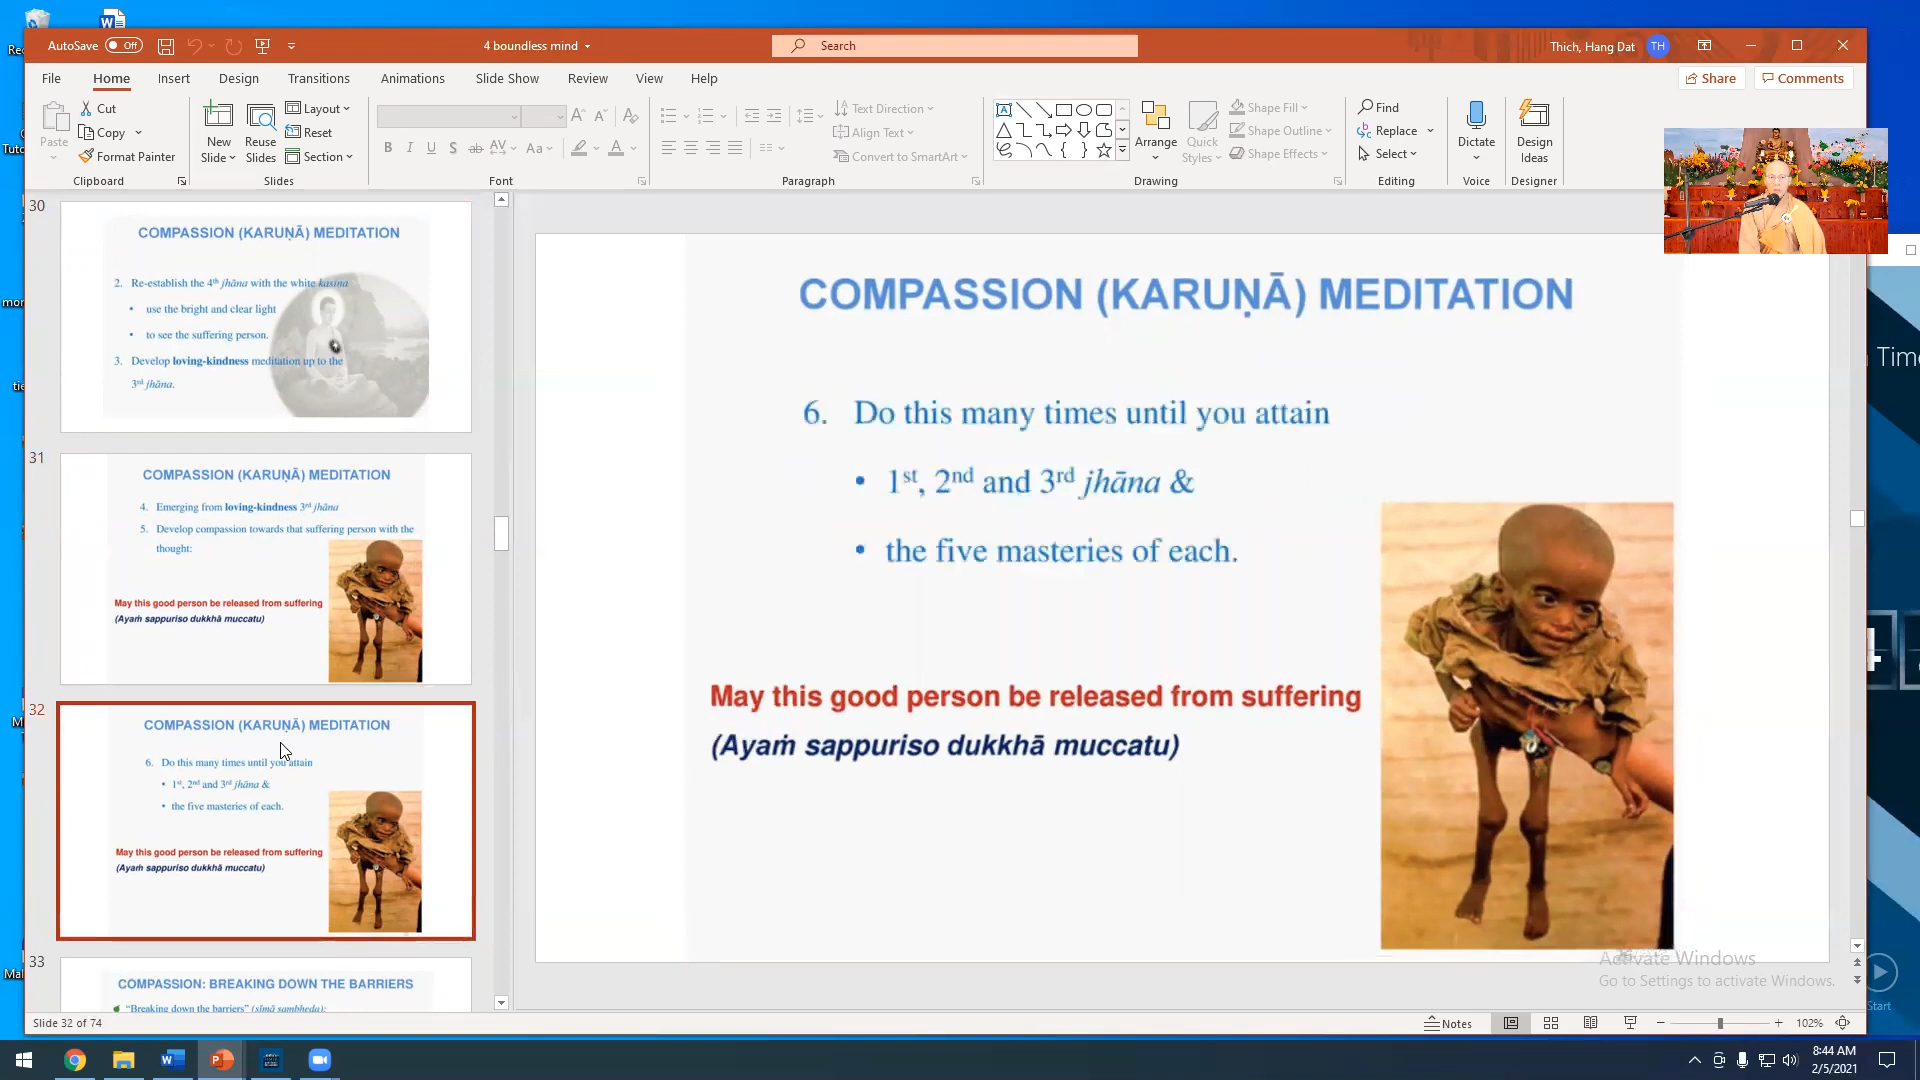 AutoSave Off
4 boundless mind
Search
Thich, Hang Dat
TH
File Home Insert Design Transitions Animations Slide Show Review View Help
Share
Comments
Paste
Cut
Copy
Format Painter
Clipboard
New Slide
Reuse Slides
Layout
Reset
Section
Slides
Font
Text Direction
Align Text
Convert to SmartArt
Paragraph
Arrange
Quick Styles
Shape Fill
Shape Outline
Shape Effects
Drawing
Find
Replace
Select
Editing
Dictate
Voice
Design Ideas
Designer
30
COMPASSION (KARUṆĀ) MEDITATION
2. Re-establish the 4th jhāna with the white kasiṇa
• use the bright and clear light
• to see the suffering person.
3. Develop loving-kindness meditation up to the
3rd jhāna.
31
COMPASSION (KARUṆĀ) MEDITATION
4. Emerging from loving-kindness 3rd jhāna
5. Develop compassion towards that suffering person with the
thought:
May this good person be released from suffering
(Ayaṁ sappuriso dukkhā muccatu)
32
COMPASSION (KARUṆĀ) MEDITATION
6. Do this many times until you attain
• 1st, 2nd and 3rd jhāna &
• the five masteries of each.
May this good person be released from suffering
(Ayaṁ sappuriso dukkhā muccatu)
33
COMPASSION: BREAKING DOWN THE BARRIERS
"Breaking down the barriers" (sīmā sambheda):
COMPASSION (KARUṆĀ) MEDITATION
6. Do this many times until you attain
• 1st, 2nd and 3rd jhāna &
• the five masteries of each.
May this good person be released from suffering
(Ayaṁ sappuriso dukkhā muccatu)
Activate Windows
Go to Settings to activate Windows.
Time
Start
Slide 32 of 74
Notes
102%
8:44 AM
2/5/2021